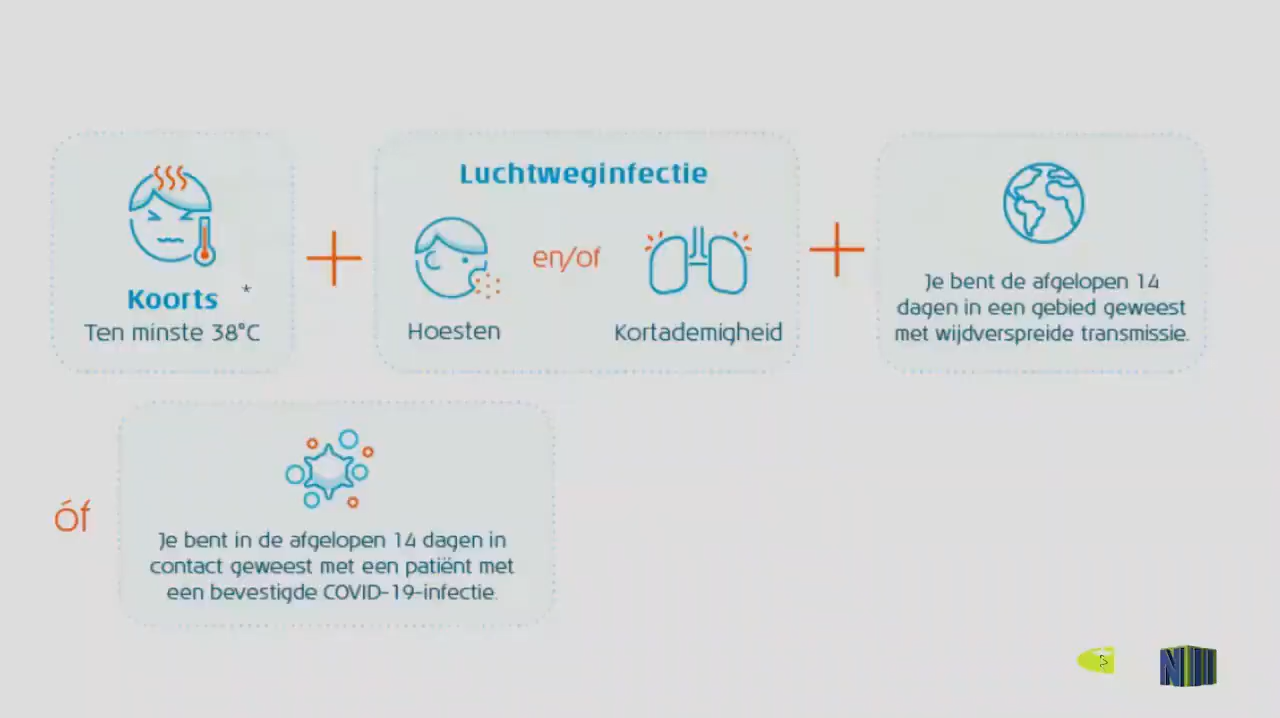 Luchtweginfectie
en/of
Koorts *
Ten minste 38°C
Hoesten
Kortademigheid
Je bent de afgelopen 14
dagen in een gebied geweest
met wijdverspreide transmissie.
óf
Je bent in de afgelopen 14 dagen in
contact geweest met een patiënt met
een bevestigde COVID-19-infectie.